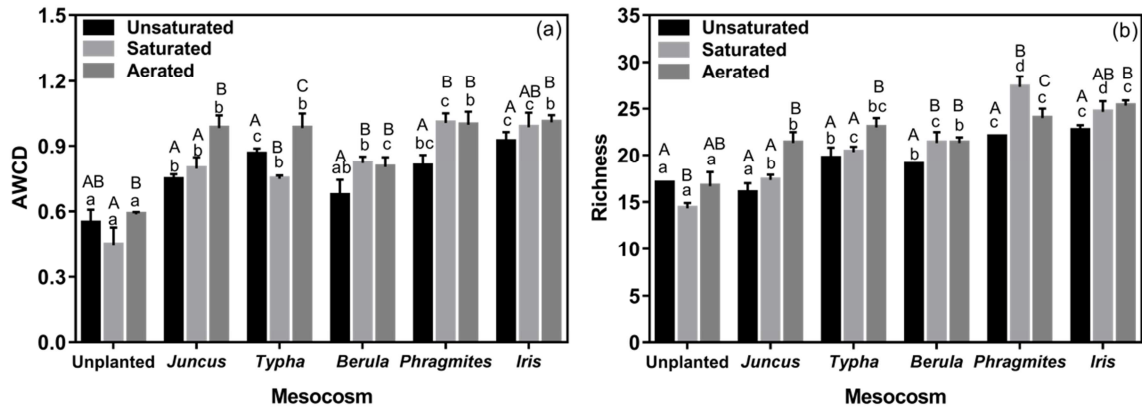 1.5
1.2
0.9
0.6
0.3
0.0
AWCD
(a)
Unsaturated
Saturated
Aerated
AB
a
A
a
B
a
A
b
A
b
B
b
A
c
B
b
C
b
A
ab
B
b
B
c
A
bc
B
c
B
b
A
c
AB
c
B
b
Unplanted
Juncus
Typha
Berula
Phragmites
Iris
Mesocosm
35
30
25
20
15
10
5
0
Richness
(b)
Unsaturated
Saturated
Aerated
A
a
B
a
AB
a
A
a
A
b
B
b
A
b
A
c
B
bc
A
b
B
c
B
b
A
c
B
d
C
c
A
c
AB
d
B
c
Unplanted
Juncus
Typha
Berula
Phragmites
Iris
Mesocosm